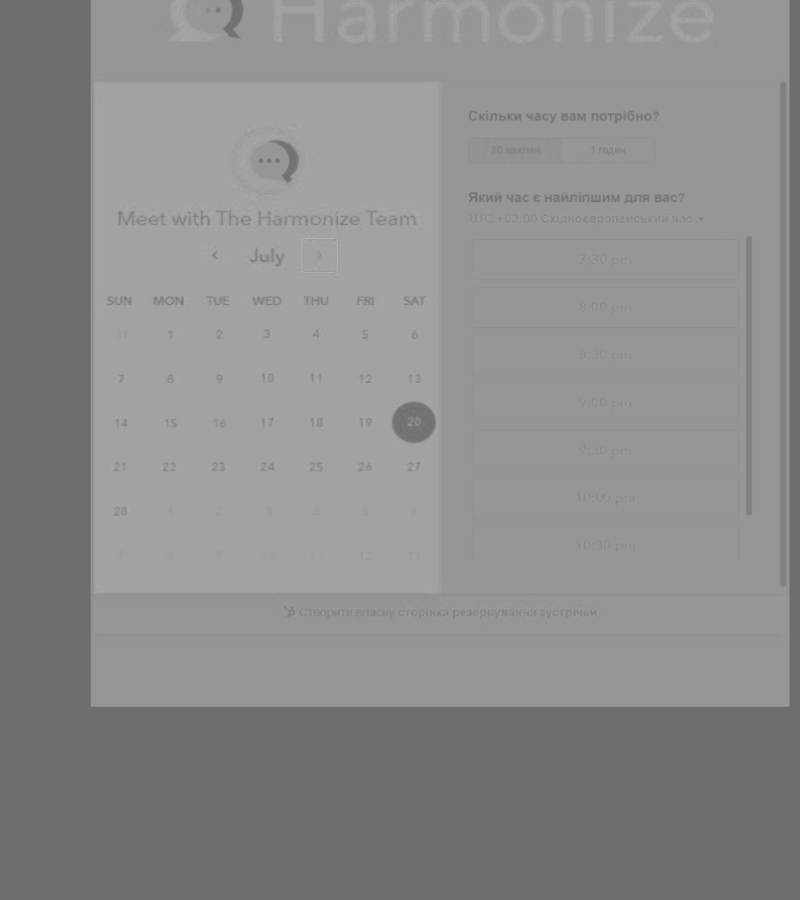 Harmonize
Meet with The Harmonize Team
July
SUN MON TUE WED THU FRI SAT
31 1 2 3 4 5 6
7 8 9 10 11 12 13
14 15 16 17 18 19 20
21 22 23 24 25 26 27
28 1 2 3 4 5 6
7 8 9 10 11 12 13
Скільки часу вам потрібно?
20 хвилин 1 годин
Який час є найліпшим для вас?
UTC +03:00 Східноєвропейський час
7:30 pm
8:00 pm
8:30 pm
9:00 pm
9:30 pm
10:00 pm
10:30 pm
Створити власну сторінка резервування зустрічей